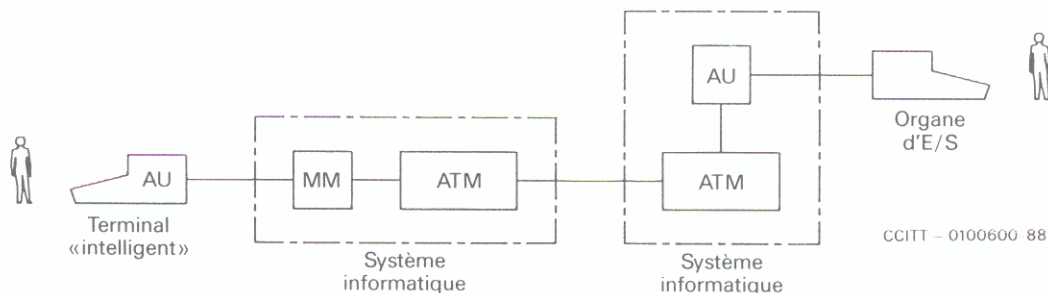 AU
Terminal
«intelligent»
MM
ATM
Système
informatique
AU
ATM
Système
informatique
Organe
d'E/S
CCITT – 0100600 88